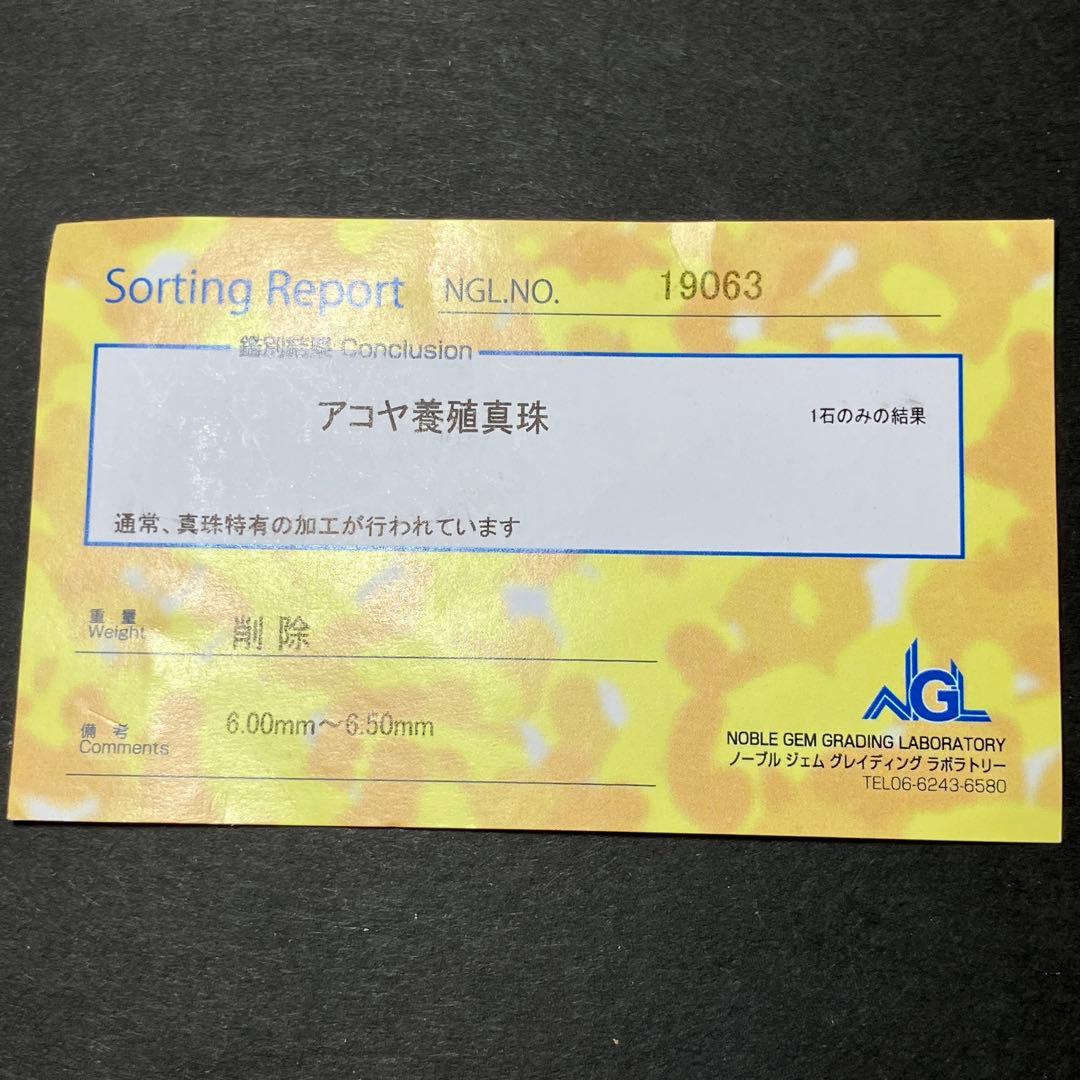 Sorting Report NGL.NO. 19063
鑑別結果 Conclusion
アコヤ養殖真珠 1石のみの結果
通常、真珠特有の加工が行われています
重量 削除
Weight
備考 6.00mm～6.50mm
Comments
NGL
NOBLE GEM GRADING LABORATORY
ノーブル ジェム グレイディング ラボラトリー
TEL06-6243-6580